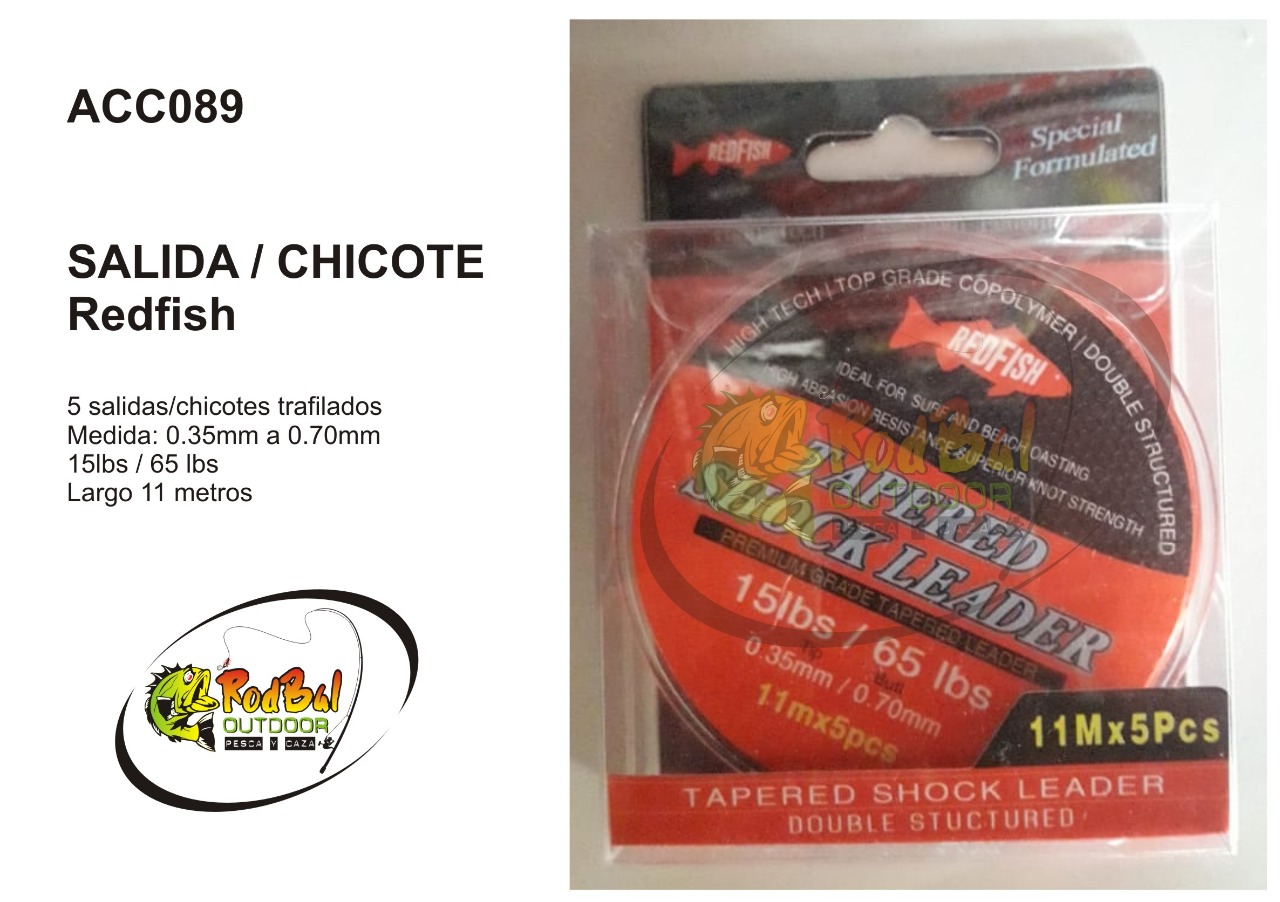 ACC089
SALIDA / CHICOTE
Redfish
5 salidas/chicotes trafilados
Medida: 0.35mm a 0.70mm
15lbs / 65 lbs
Largo 11 metros
RodBul
OUTDOOR
PESCA Y CAZA
REDFISH
Special
Formulated
HIGH TECH | TOP GRADE COPOLYMER | DOUBLE STRUCTURED
REDFISH
IDEAL FOR SURF AND BEACH CASTING
HIGH ABRASION RESISTANCE SUPERIOR KNOT STRENGTH
RodBul
OUTDOOR
TAPERED
SHOCK LEADER
PREMIUM GRADE TAPERED LEADER
15lbs / 65 lbs
Tip Butt
0.35mm / 0.70mm
11mx5pcs
11Mx5Pcs
TAPERED SHOCK LEADER
DOUBLE STUCTURED